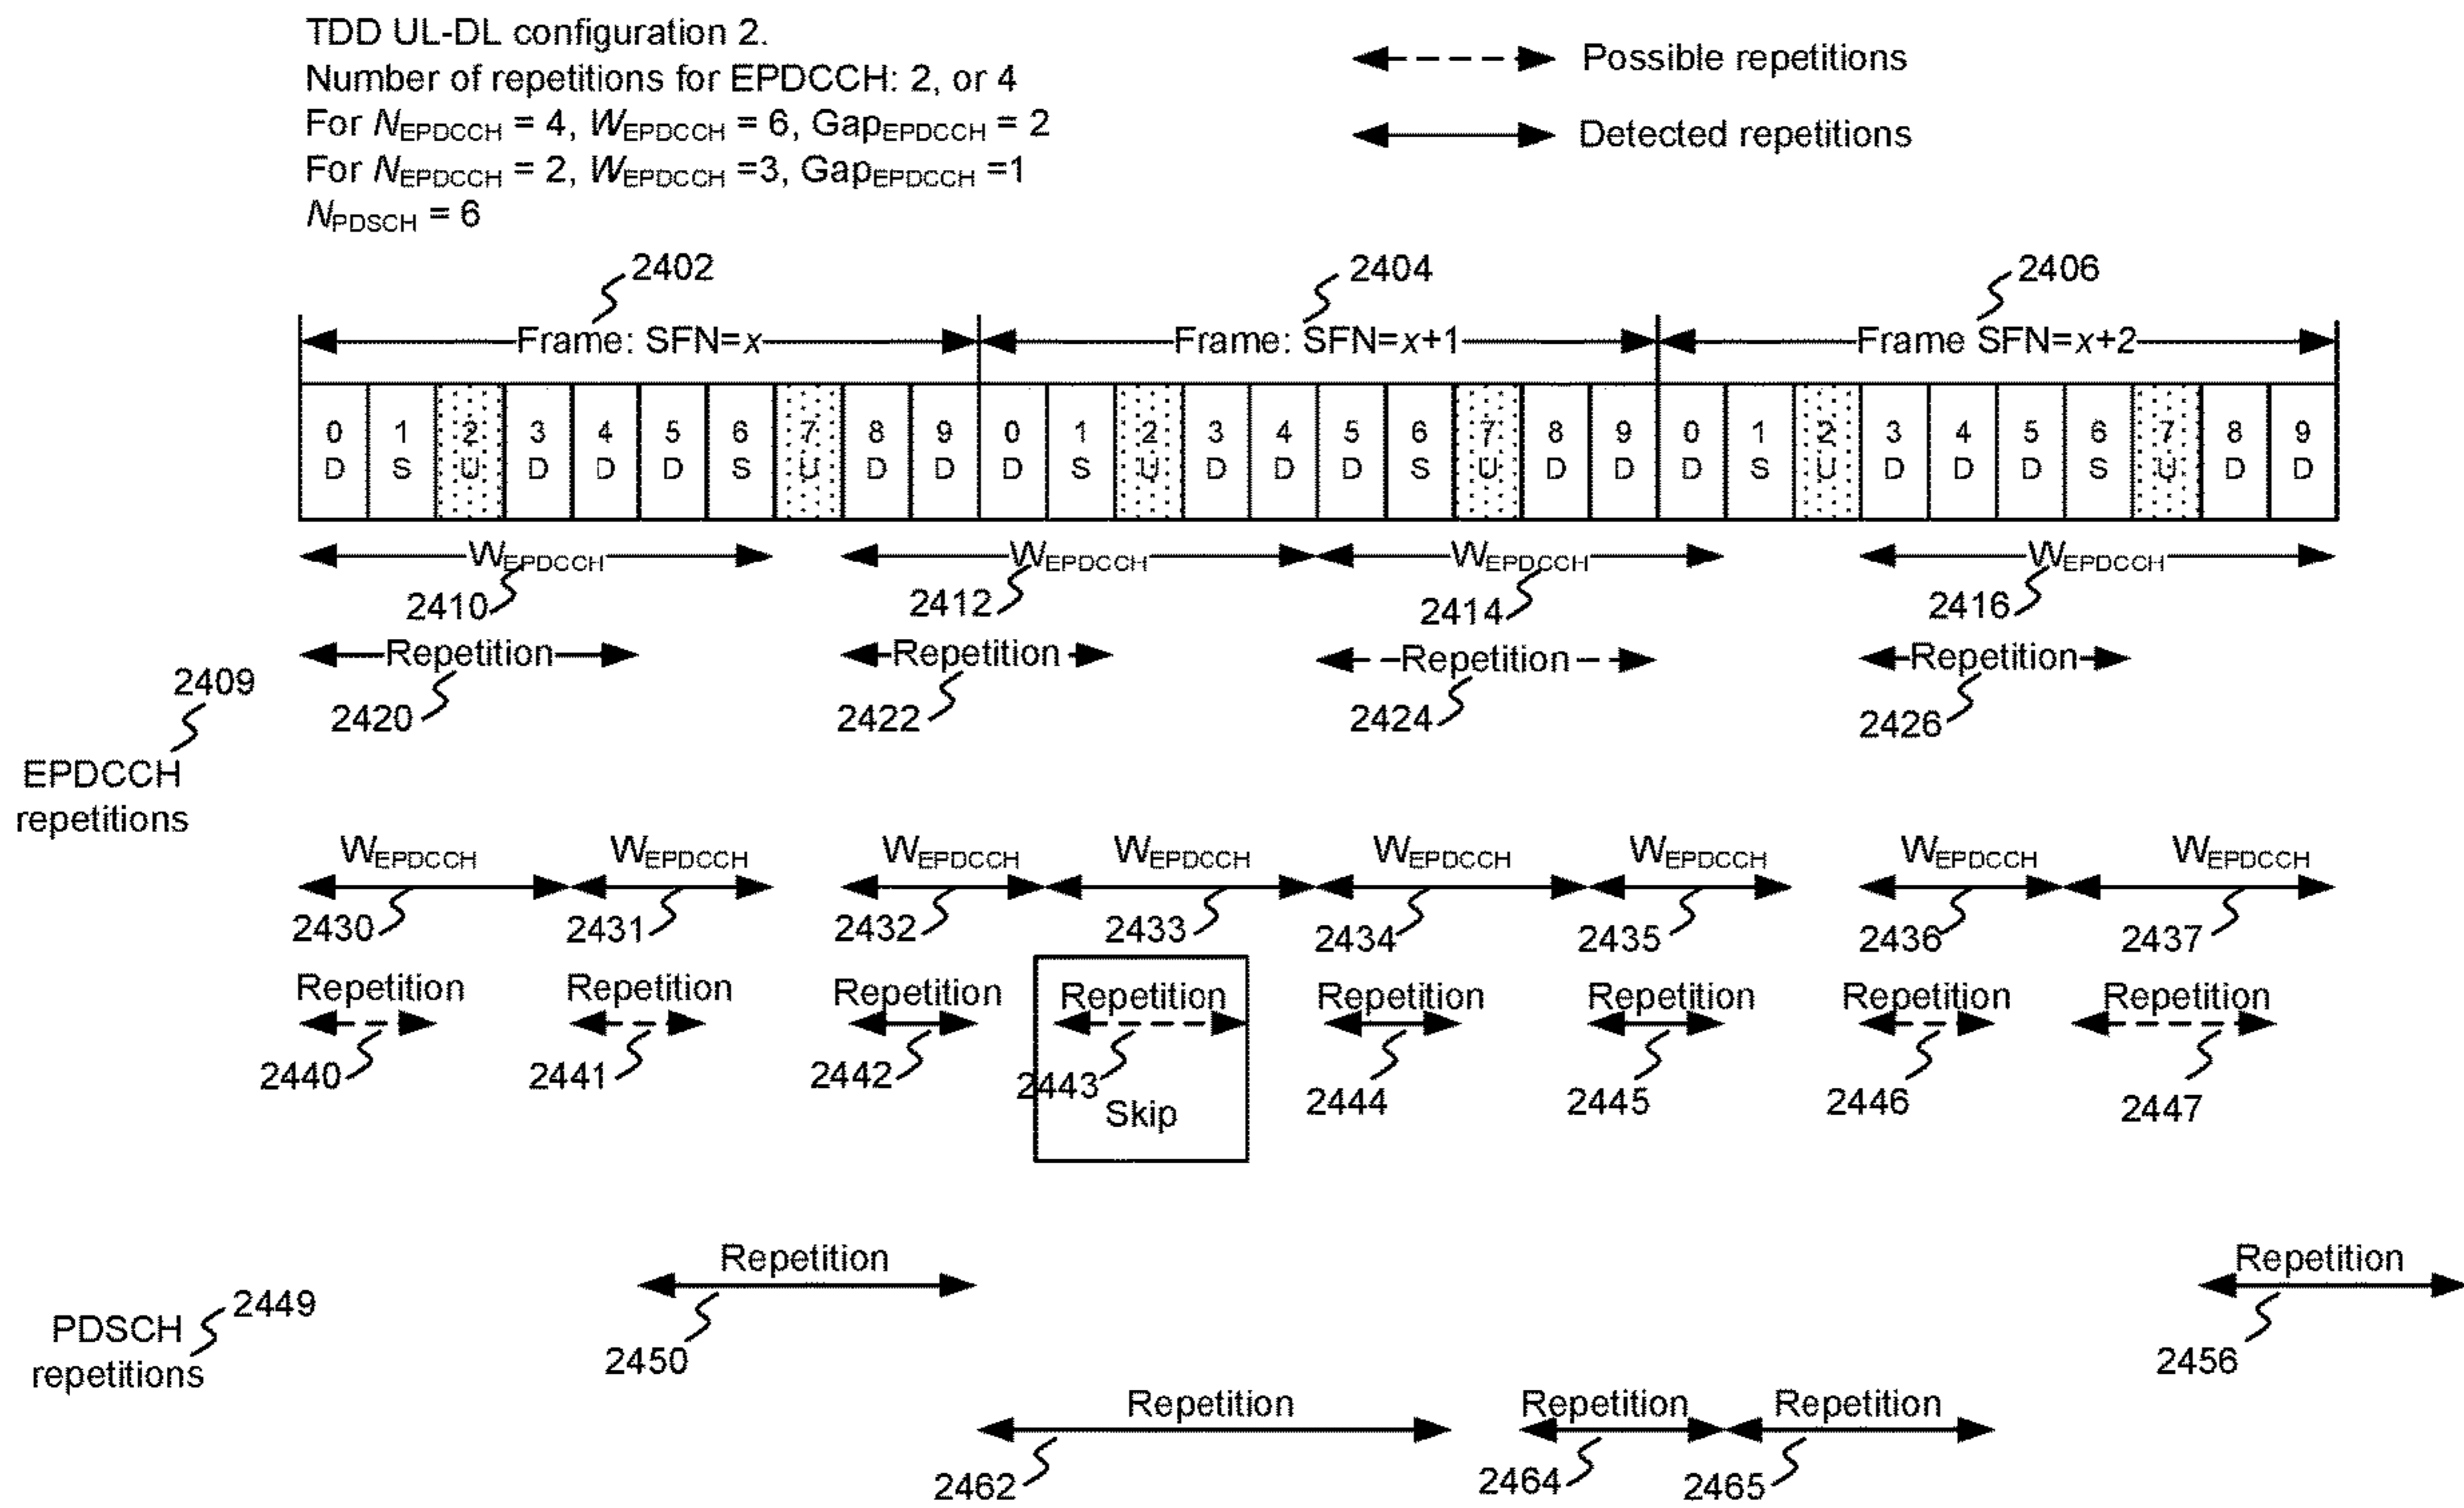 TDD UL-DL configuration 2.
Number of repetitions for EPDCCH: 2, or 4
For NEPDCCH = 4, WEPDCCH = 6, GapEPDCCH = 2
For NEPDCCH = 2, WEPDCCH =3, GapEPDCCH =1
NPDSCH = 6
Possible repetitions
Detected repetitions
2402 2404 2406
Frame: SFN=x Frame: SFN=x+1 Frame SFN=x+2
0 1 2 3 4 5 6 7 8 9 0 1 2 3 4 5 6 7 8 9 0 1 2 3 4 5 6 7 8 9
D S U D D D S U D D D S U D D D S U D D D S U D D D S U D D
WEPDCCH WEPDCCH WEPDCCH WEPDCCH
2410 2412 2414 2416
Repetition Repetition Repetition Repetition
2420 2422 2424 2426
2409
EPDCCH
repetitions
WEPDCCH WEPDCCH WEPDCCH WEPDCCH WEPDCCH WEPDCCH WEPDCCH WEPDCCH
2430 2431 2432 2433 2434 2435 2436 2437
Repetition Repetition Repetition Repetition Repetition Repetition Repetition Repetition
2440 2441 2442 2443 2444 2445 2446 2447
Skip
Repetition Repetition
2449
PDSCH
repetitions
2450 2456
Repetition Repetition Repetition
2462 2464 2465